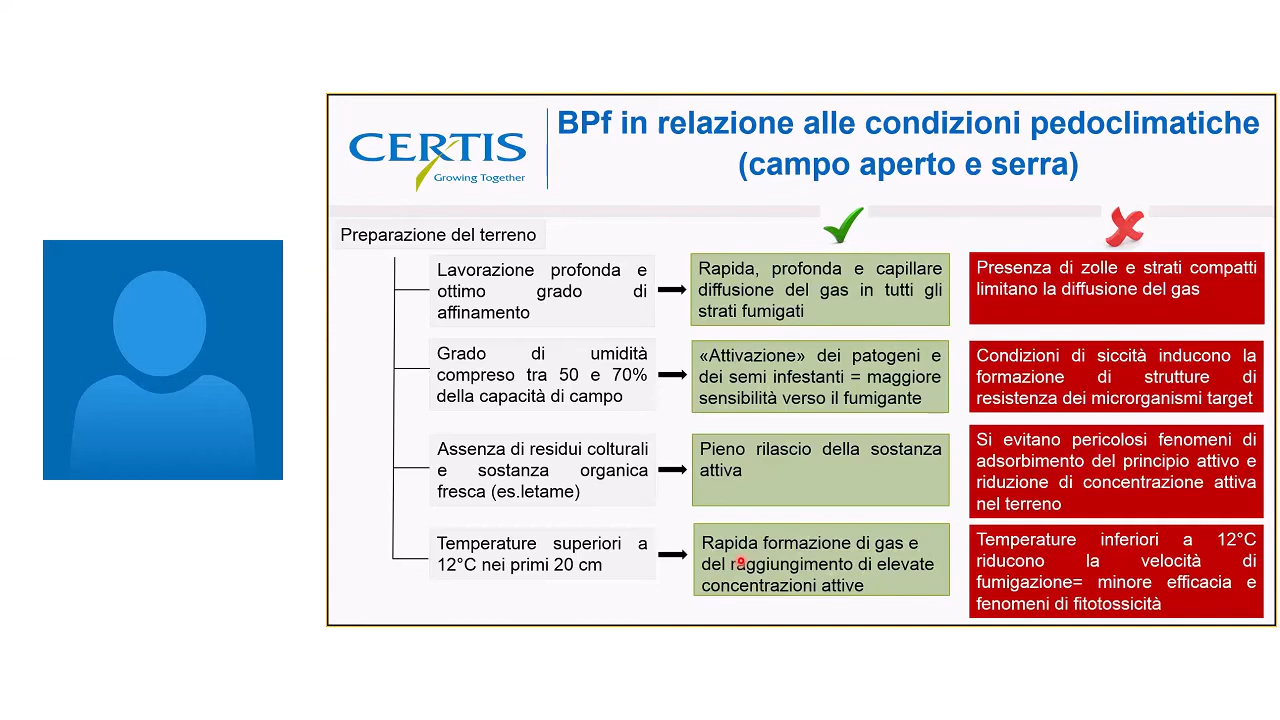 CERTIS
Growing Together
BPf in relazione alle condizioni pedoclimatiche
(campo aperto e serra)
Preparazione del terreno
Lavorazione profonda e
ottimo grado di
affinamento
Rapida, profonda e capillare
diffusione del gas in tutti gli
strati fumigati
Presenza di zolle e strati compatti
limitano la diffusione del gas
Grado di umidità
compreso tra 50 e 70%
della capacità di campo
«Attivazione» dei patogeni e
dei semi infestanti = maggiore
sensibilità verso il fumigante
Condizioni di siccità inducono la
formazione di strutture di
resistenza dei microrganismi target
Assenza di residui colturali
e sostanza organica
fresca (es.letame)
Pieno rilascio della sostanza
attiva
Si evitano pericolosi fenomeni di
adsorbimento del principio attivo e
riduzione di concentrazione attiva
nel terreno
Temperature superiori a
12°C nei primi 20 cm
Rapida formazione di gas e
del raggiungimento di elevate
concentrazioni attive
Temperature inferiori a 12°C
riducono la velocità di
fumigazione= minore efficacia e
fenomeni di fitotossicità